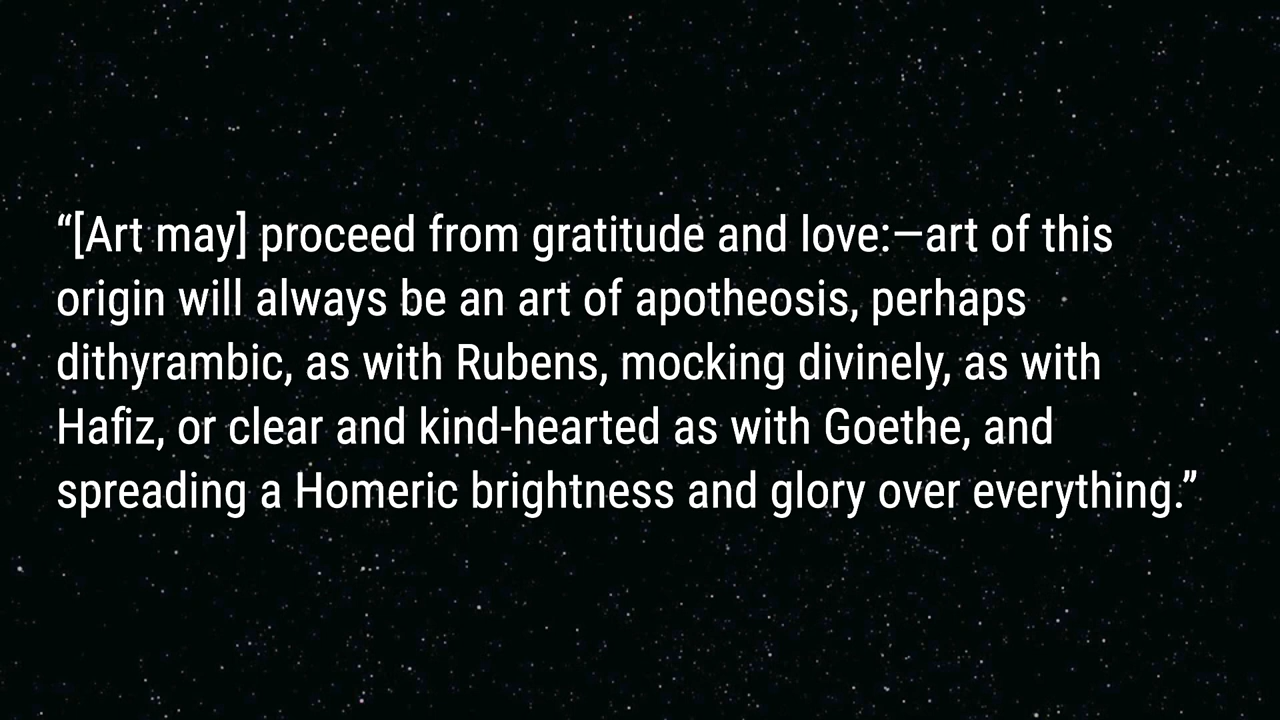 “[Art may] proceed from gratitude and love:—art of this
origin will always be an art of apotheosis, perhaps
dithyrambic, as with Rubens, mocking divinely, as with
Hafiz, or clear and kind-hearted as with Goethe, and
spreading a Homeric brightness and glory over everything.”